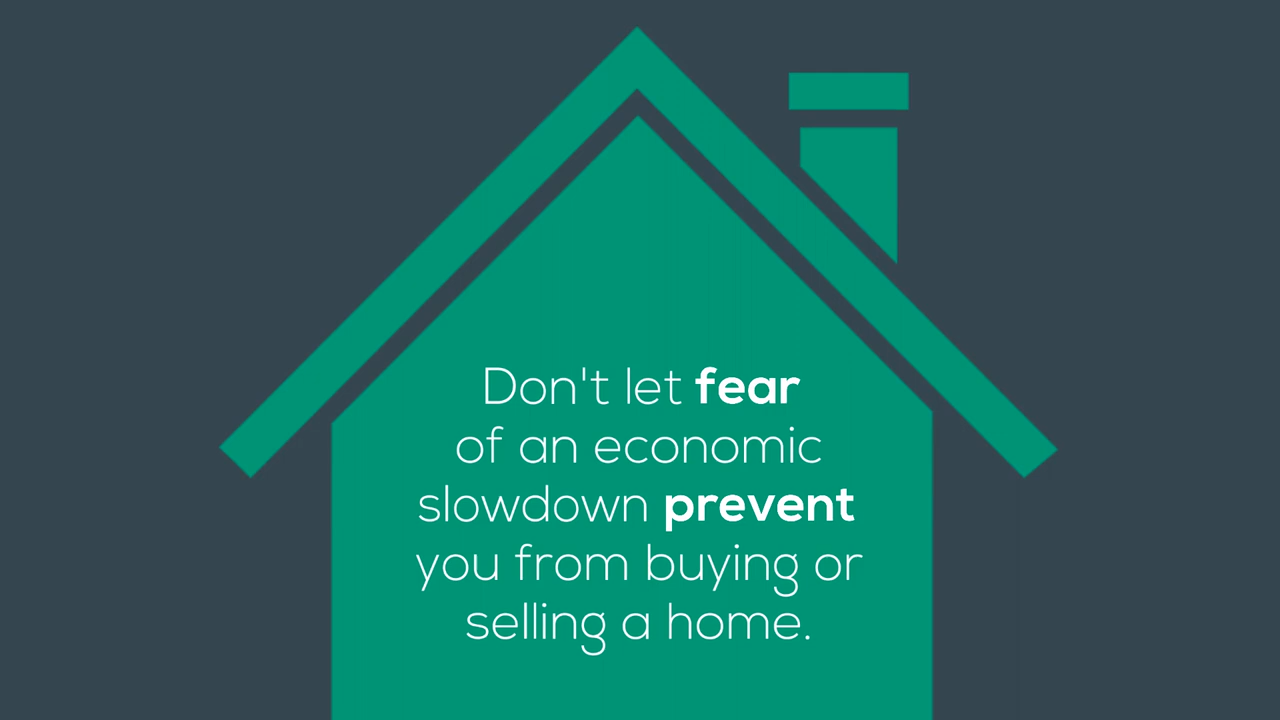 Don't let fear
of an economic
slowdown prevent
you from buying or
selling a home.